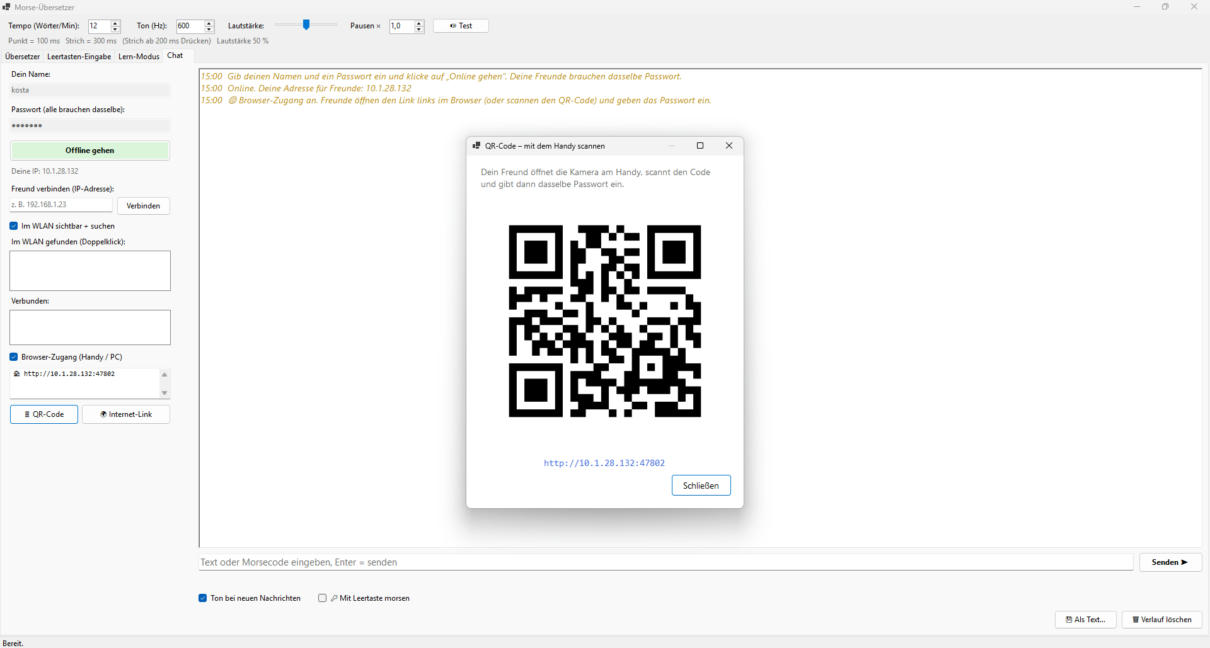 Morse-Übersetzer
Tempo (Wörter/Min): 12 Ton (Hz): 600 Lautstärke: Pausen × 1,0 Test
Punkt = 100 ms Strich = 300 ms (Strich ab 200 ms Drücken) Lautstärke 50 %
Übersetzer Leertasten-Eingabe Lern-Modus Chat
Dein Name:
kosta
Passwort (alle brauchen dasselbe):
●●●●●●●
Offline gehen
Deine IP: 10.1.28.132
Freund verbinden (IP-Adresse):
z. B. 192.168.1.23 Verbinden
Im WLAN sichtbar + suchen
Im WLAN gefunden (Doppelklick):
Verbunden:
Browser-Zugang (Handy / PC)
http://10.1.28.132:47802
QR-Code Internet-Link
15:00 Gib deinen Namen und ein Passwort ein und klicke auf „Online gehen". Deine Freunde brauchen dasselbe Passwort.
15:00 Online. Deine Adresse für Freunde: 10.1.28.132
15:00 Browser-Zugang an. Freunde öffnen den Link links im Browser (oder scannen den QR-Code) und geben das Passwort ein.
QR-Code – mit dem Handy scannen
Dein Freund öffnet die Kamera am Handy, scannt den Code
und gibt dann dasselbe Passwort ein.
http://10.1.28.132:47802
Schließen
Text oder Morsecode eingeben, Enter = senden
Senden ➤
Ton bei neuen Nachrichten Mit Leertaste morsen
Als Text... Verlauf löschen
Bereit.